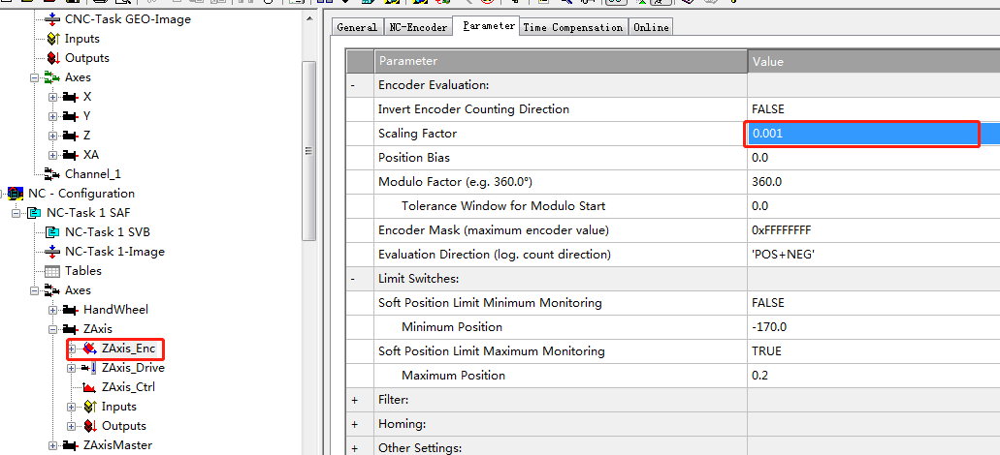 CNC-Task GEO-Image
Inputs
Outputs
Axes
X
Y
Z
XA
Channel_1
NC - Configuration
NC-Task 1 SAF
NC-Task 1 SVB
NC-Task 1-Image
Tables
Axes
HandWheel
ZAxis
ZAxis_Enc
ZAxis_Drive
ZAxis_Ctrl
Inputs
Outputs
ZAxisMaster
General NC-Encoder Parameter Time Compensation Online
Parameter Value
- Encoder Evaluation:
Invert Encoder Counting Direction FALSE
Scaling Factor 0.001
Position Bias 0.0
Modulo Factor (e.g. 360.0°) 360.0
Tolerance Window for Modulo Start 0.0
Encoder Mask (maximum encoder value) 0xFFFFFFFF
Evaluation Direction (log. count direction) 'POS+NEG'
- Limit Switches:
Soft Position Limit Minimum Monitoring FALSE
Minimum Position -170.0
Soft Position Limit Maximum Monitoring TRUE
Maximum Position 0.2
+ Filter:
+ Homing:
+ Other Settings: